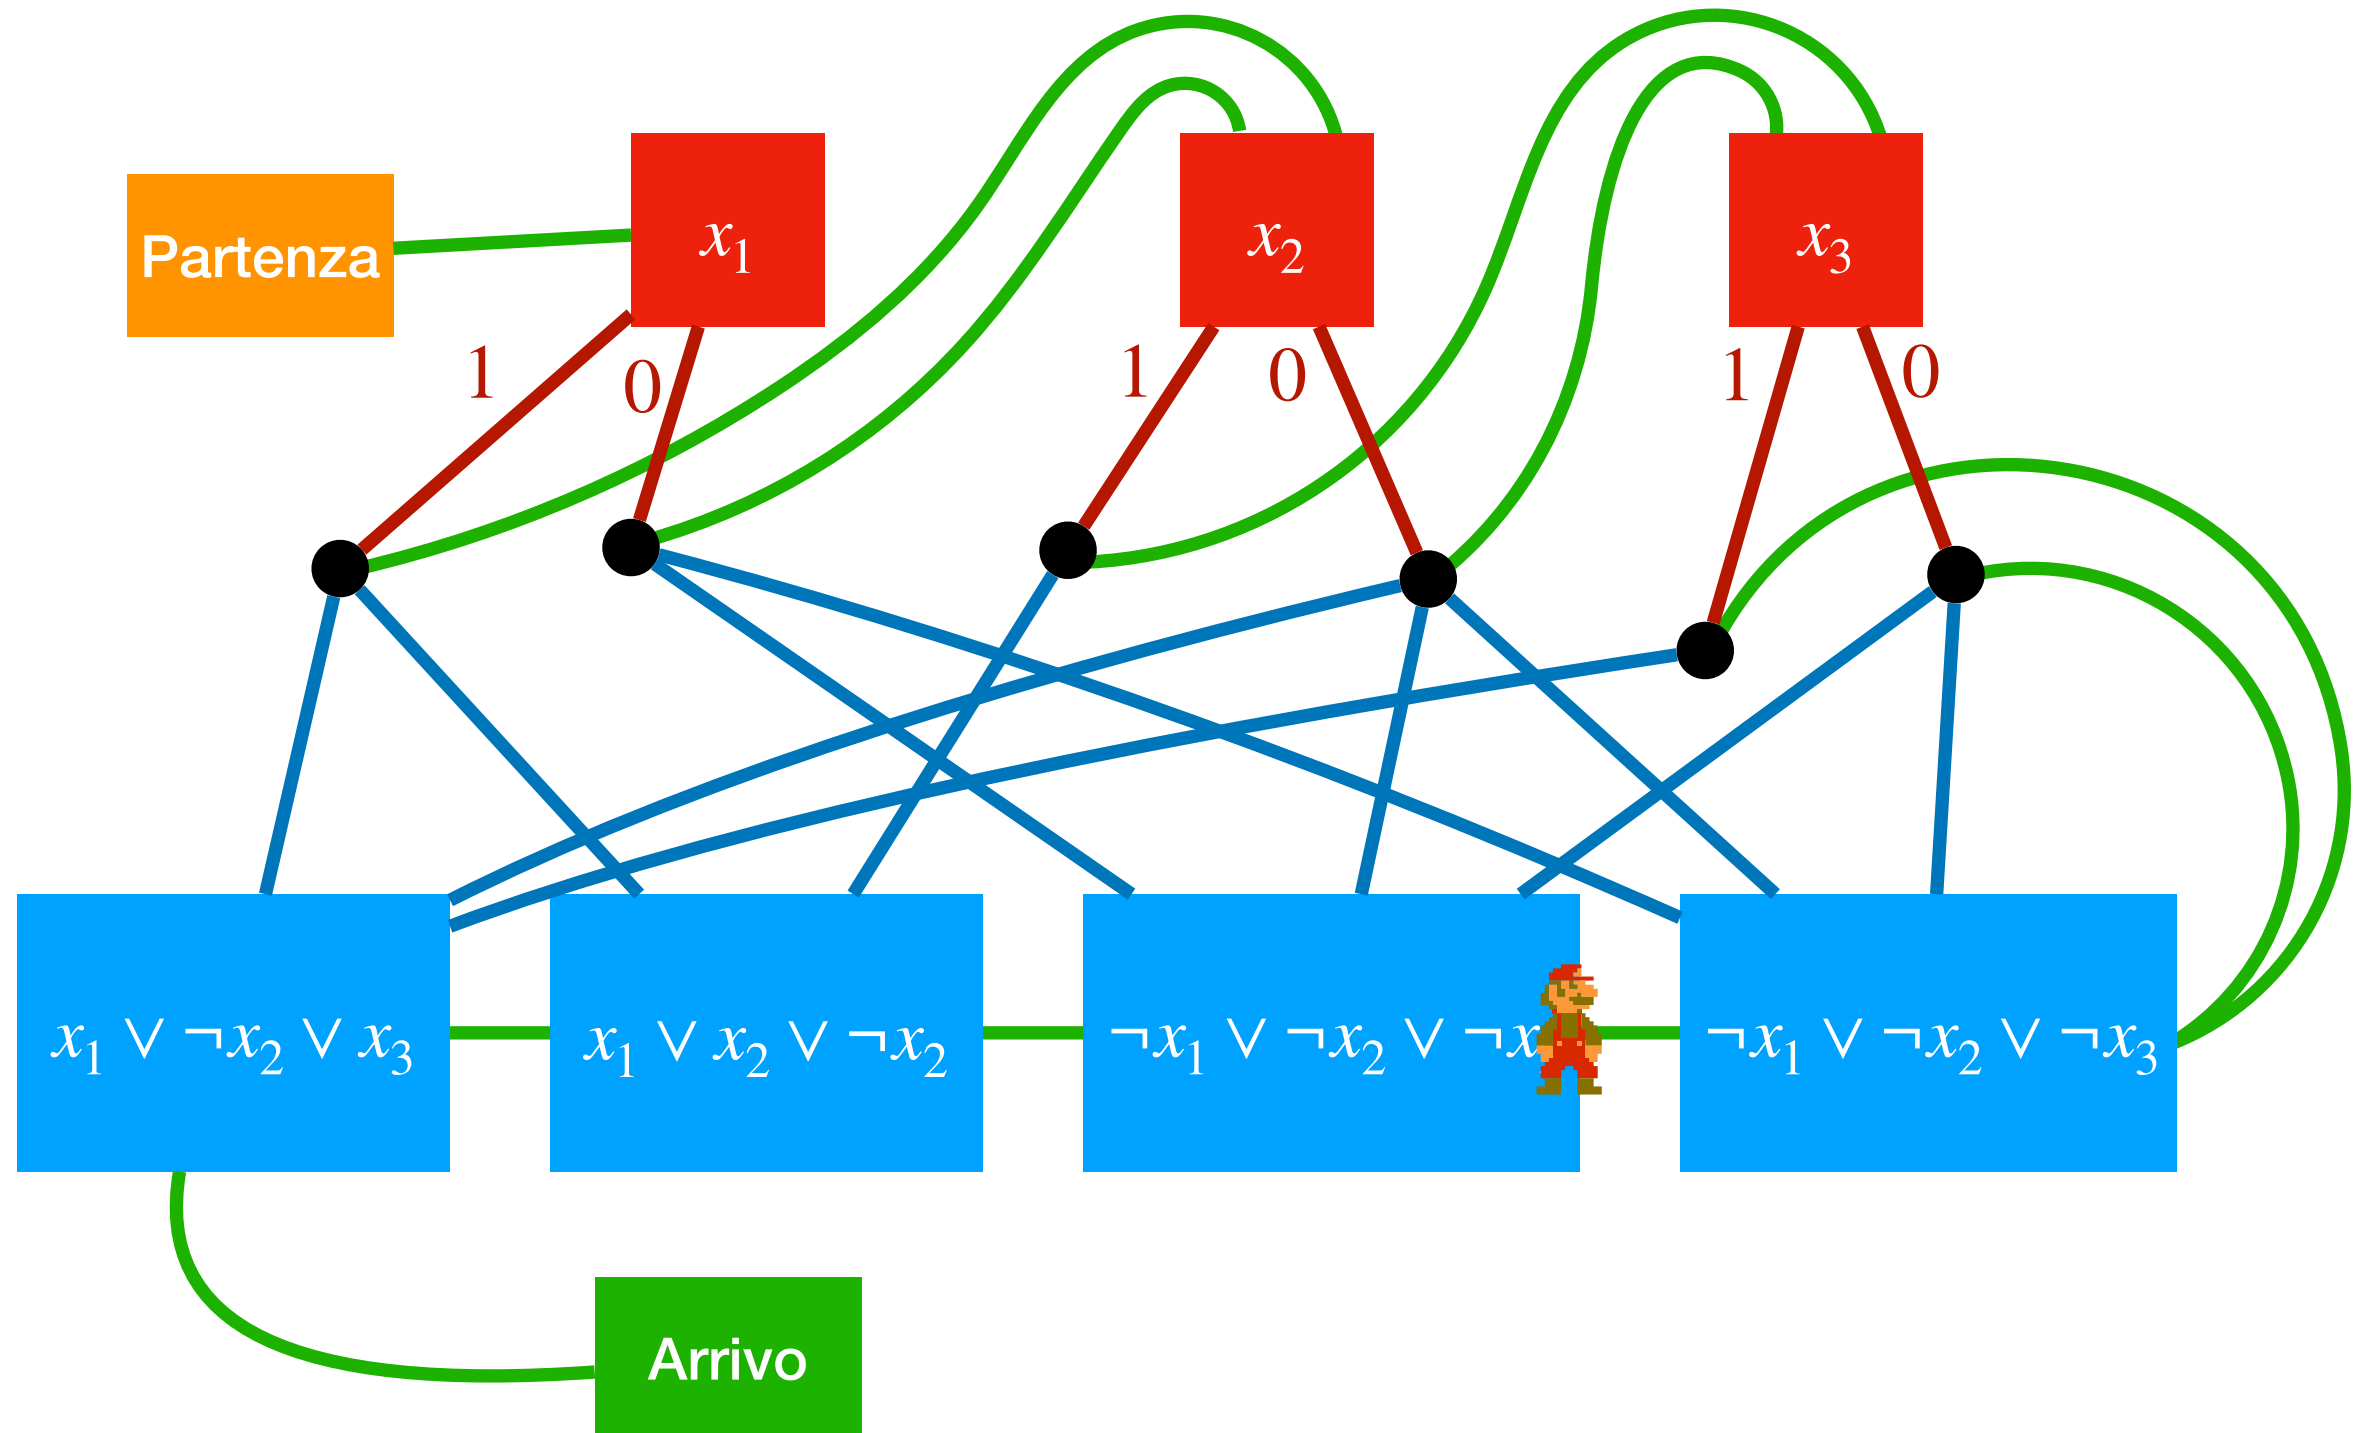 Partenza
x₁
x₂
x₃
1
0
1
0
1
0
x₁ ∨ ¬x₂ ∨ x₃
x₁ ∨ x₂ ∨ ¬x₂
¬x₁ ∨ ¬x₂ ∨ ¬x
¬x₁ ∨ ¬x₂ ∨ ¬x₃
Arrivo